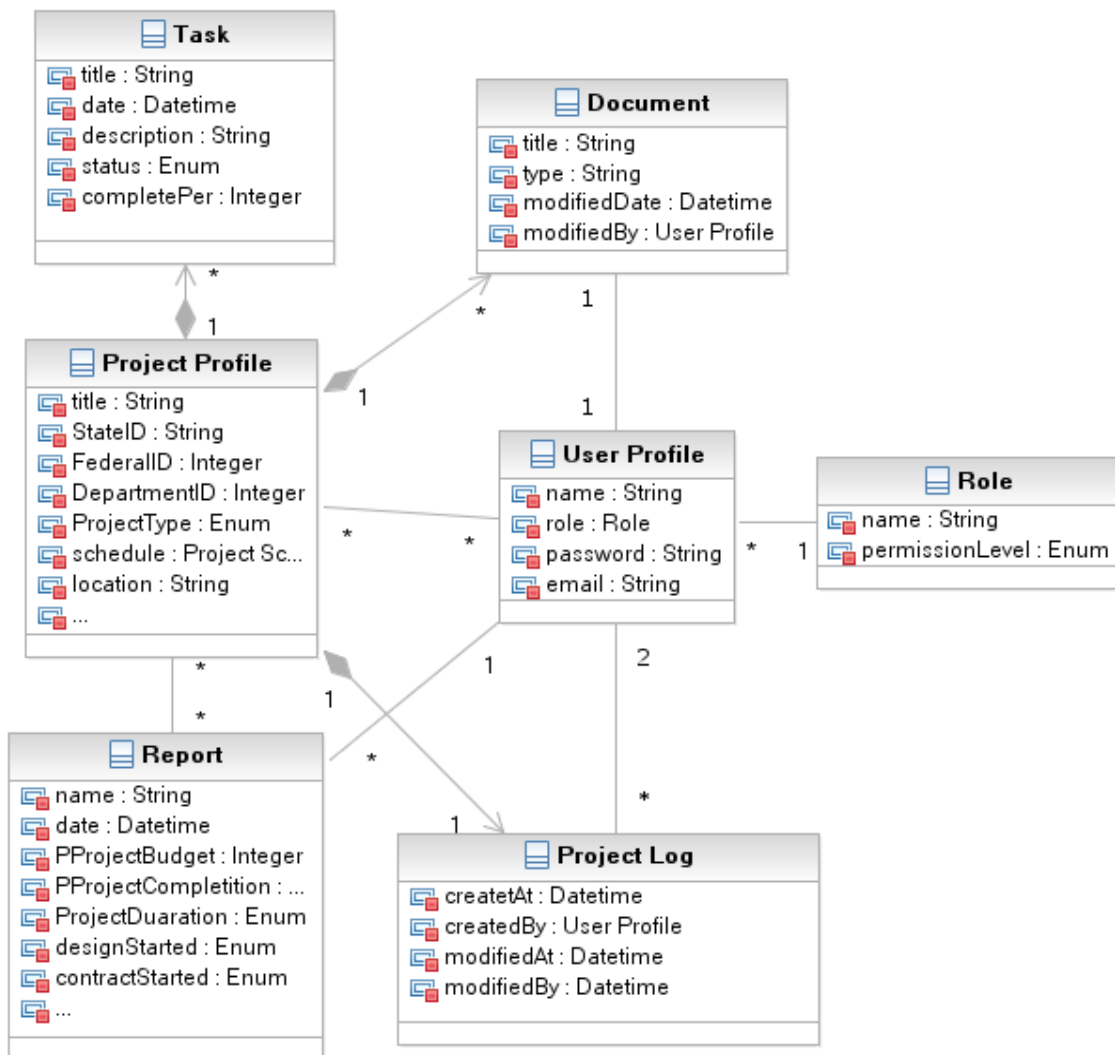 Task
title : String
date : Datetime
description : String
status : Enum
completePer : Integer
Document
title : String
type : String
modifiedDate : Datetime
modifiedBy : User Profile
*
1
*
1
1
1
Project Profile
title : String
StateID : String
FederalID : Integer
DepartmentID : Integer
ProjectType : Enum
schedule : Project Sc...
location : String
...
User Profile
name : String
role : Role
password : String
email : String
Role
name : String
permissionLevel : Enum
*
*
*
1
*
*
1
1
*
2
*
1
Report
name : String
date : Datetime
PProjectBudget : Integer
PProjectCompletition : ...
ProjectDuaration : Enum
designStarted : Enum
contractStarted : Enum
...
Project Log
createtAt : Datetime
createdBy : User Profile
modifiedAt : Datetime
modifiedBy : Datetime